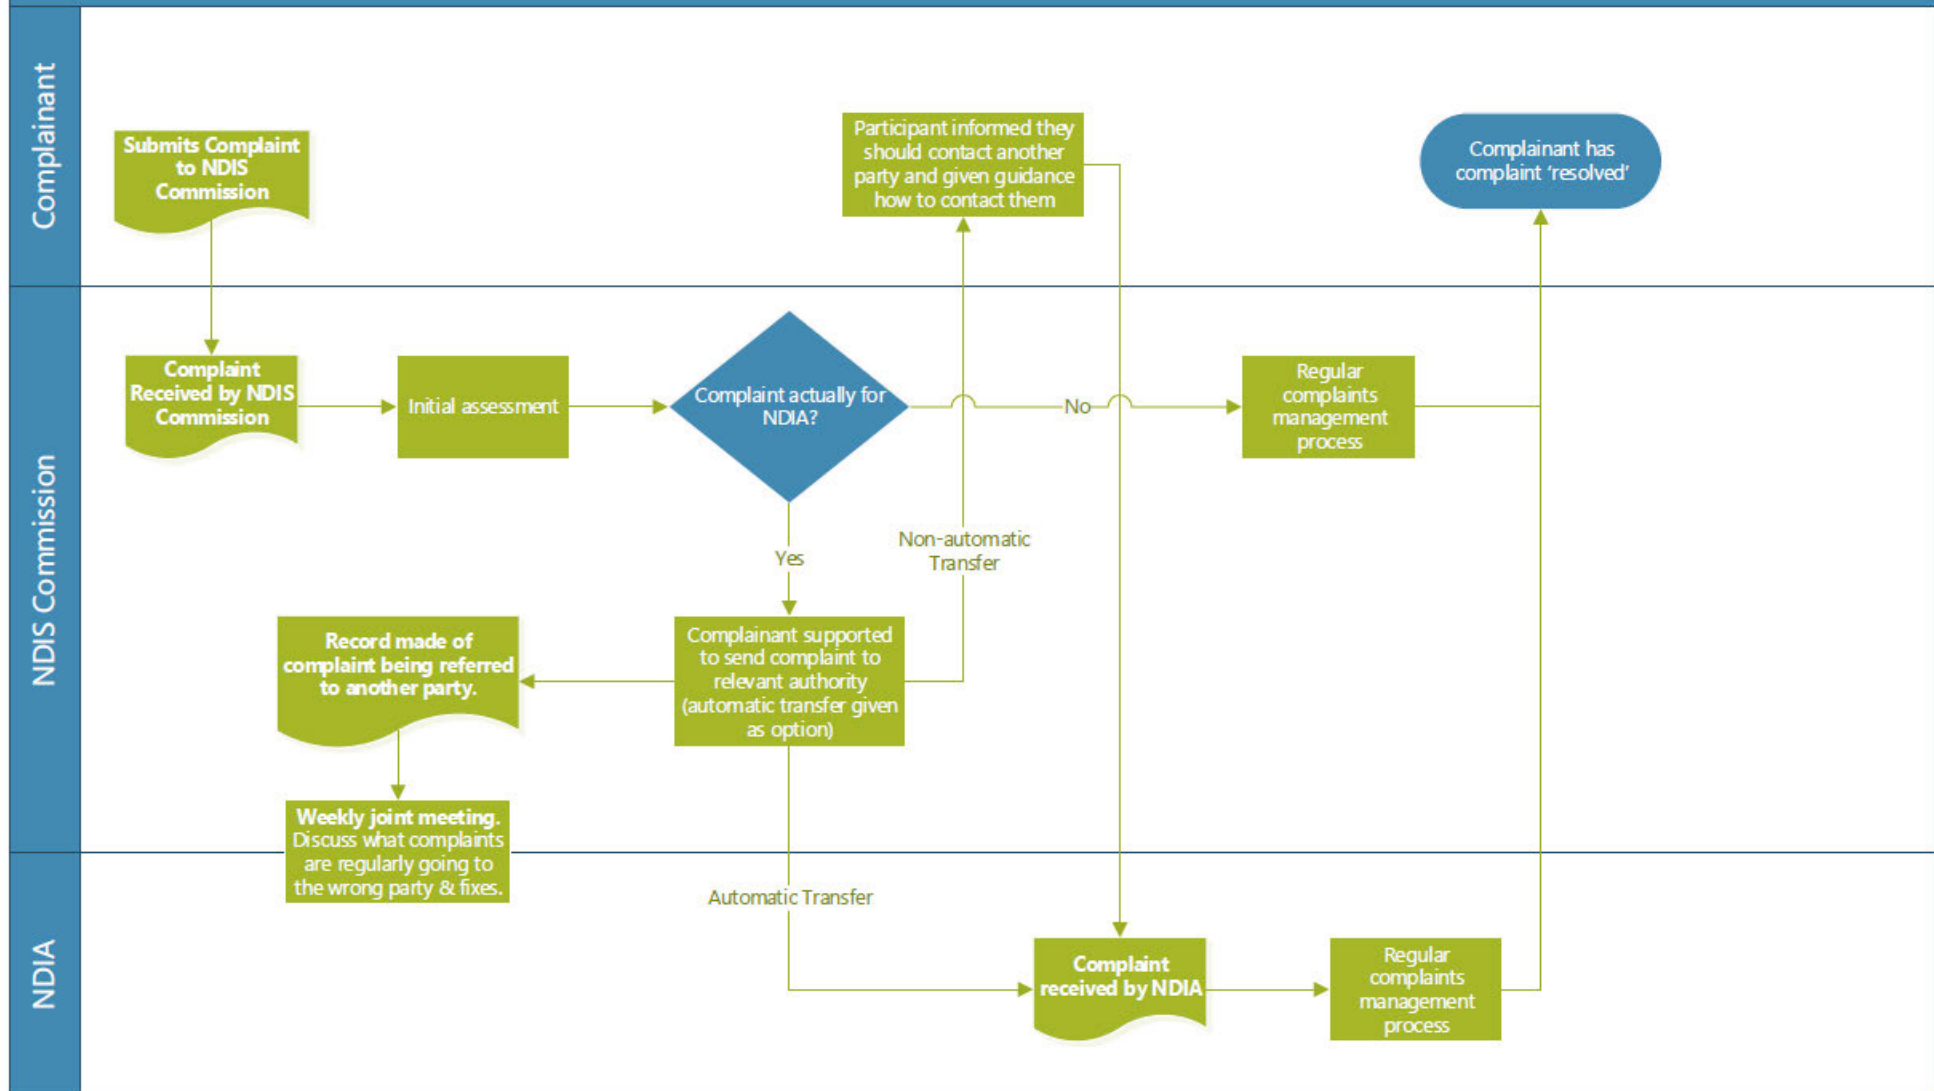 Complainant
Submits Complaint
to NDIS
Commission
Participant informed they
should contact another
party and given guidance
how to contact them
Complainant has
complaint ‘resolved’
NDIS Commission
Complaint
Received by NDIS
Commission
Initial assessment
Complaint actually for
NDIA?
No
Regular
complaints
management
process
Yes
Non-automatic
Transfer
Record made of
complaint being referred
to another party.
Complainant supported
to send complaint to
relevant authority
(automatic transfer given
as option)
Weekly joint meeting.
Discuss what complaints
are regularly going to
the wrong party & fixes.
NDIA
Automatic Transfer
Complaint
received by NDIA
Regular
complaints
management
process